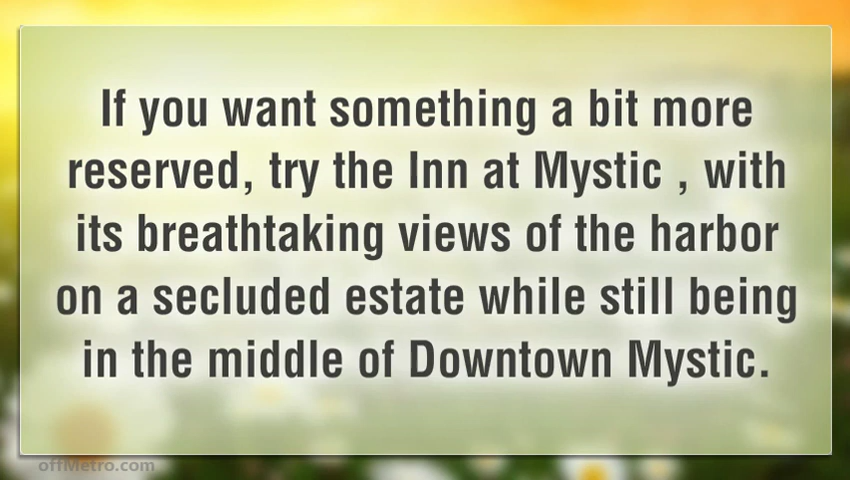 If you want something a bit more
reserved, try the Inn at Mystic , with
its breathtaking views of the harbor
on a secluded estate while still being
in the middle of Downtown Mystic.
offMetro.com